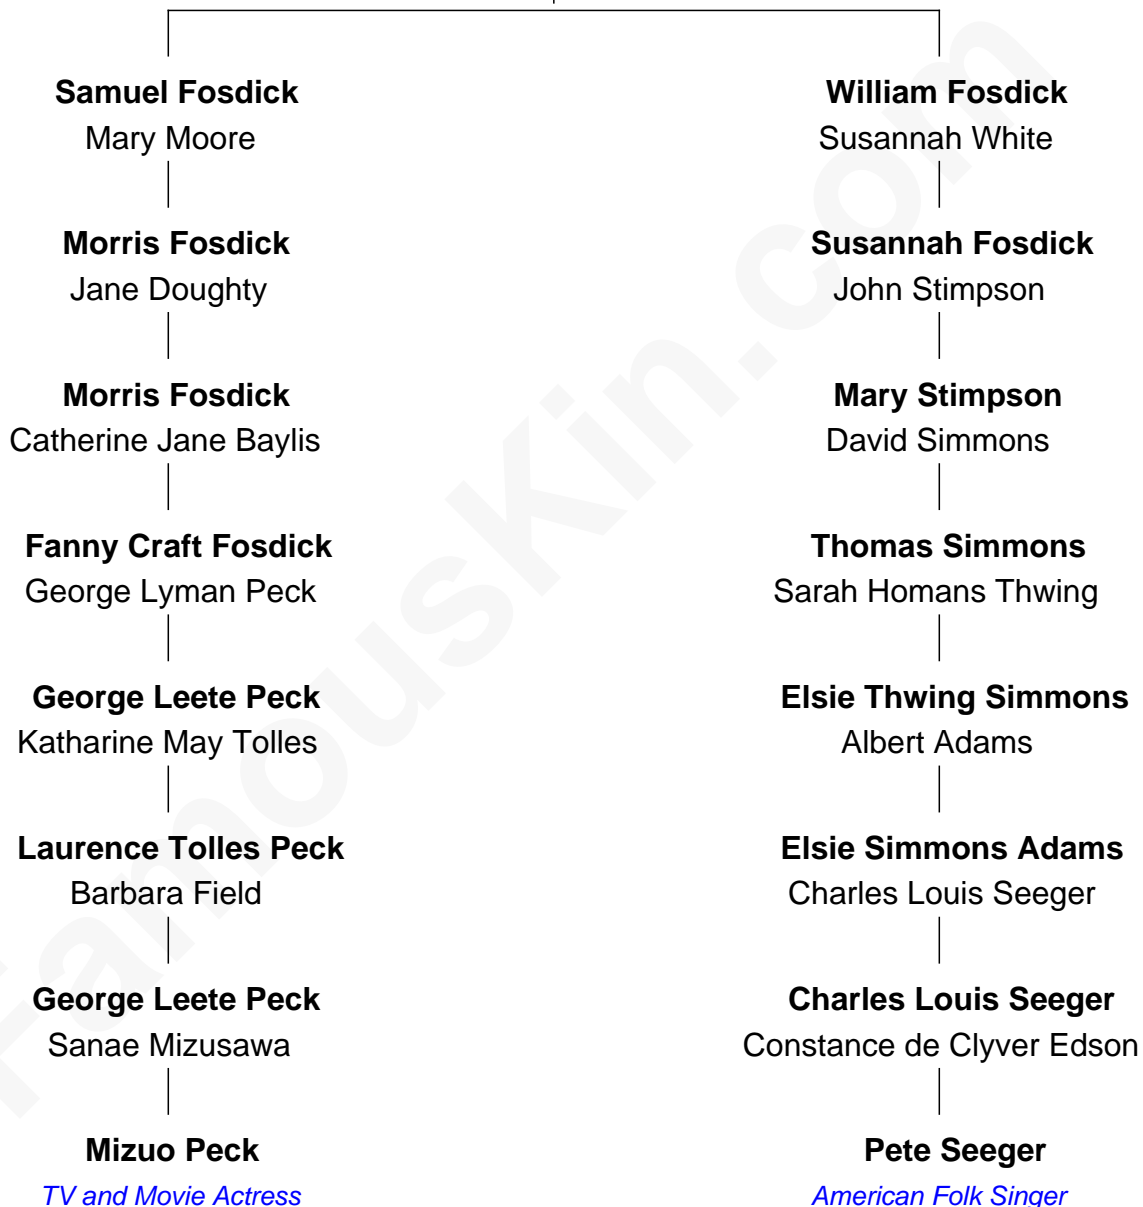 Samuel Fosdick
Mary Moore
William Fosdick
Susannah White
Morris Fosdick
Jane Doughty
Susannah Fosdick
John Stimpson
Morris Fosdick
Catherine Jane Baylis
Mary Stimpson
David Simmons
Fanny Craft Fosdick
George Lyman Peck
Thomas Simmons
Sarah Homans Thwing
George Leete Peck
Katharine May Tolles
Elsie Thwing Simmons
Albert Adams
Laurence Tolles Peck
Barbara Field
Elsie Simmons Adams
Charles Louis Seeger
George Leete Peck
Sanae Mizusawa
Charles Louis Seeger
Constance de Clyver Edson
Mizuo Peck
TV and Movie Actress
Pete Seeger
American Folk Singer
FamousKin.com